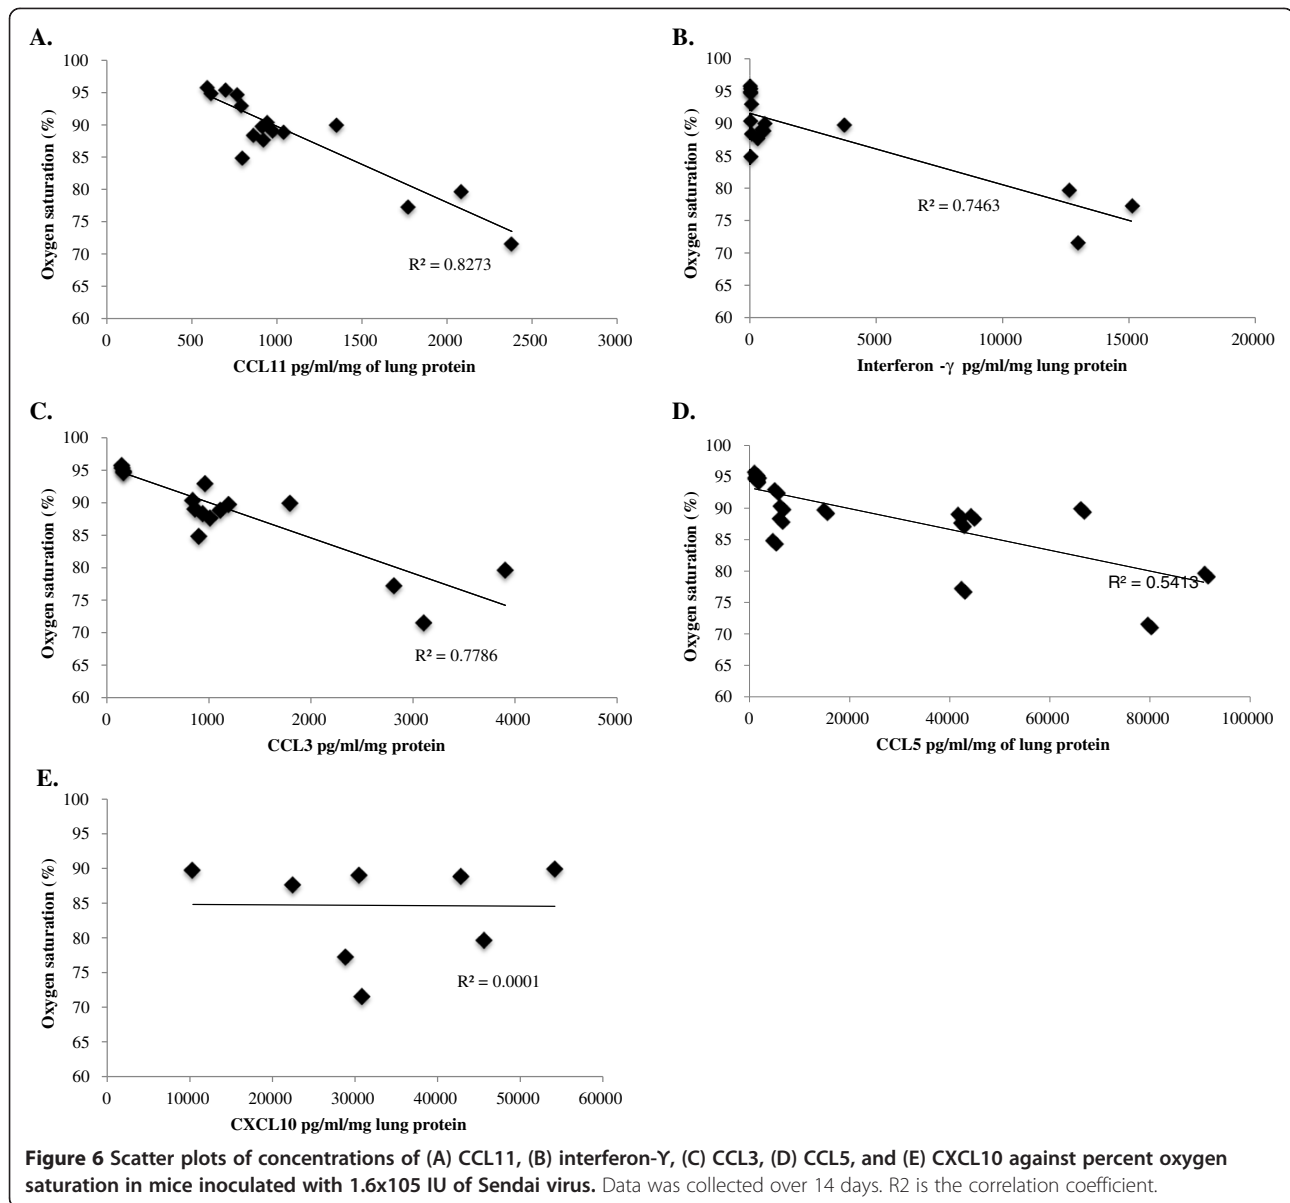 A.
100
95
90
85
80
75
70
65
60
Oxygen saturation (%)
R² = 0.8273
0 500 1000 1500 2000 2500 3000
CCL11 pg/ml/mg of lung protein
B.
100
95
90
85
80
75
70
65
60
Oxygen saturation (%)
R² = 0.7463
0 5000 10000 15000 20000
Interferon -γ pg/ml/mg lung protein
C.
100
95
90
85
80
75
70
65
60
Oxygen saturation (%)
R² = 0.7786
0 1000 2000 3000 4000 5000
CCL3 pg/ml/mg protein
D.
100
95
90
85
80
75
70
65
60
Oxygen saturation (%)
R² = 0.5413
0 20000 40000 60000 80000 100000
CCL5 pg/ml/mg of lung protein
E.
100
95
90
85
80
75
70
65
60
Oxygen saturation (%)
R² = 0.0001
0 10000 20000 30000 40000 50000 60000
CXCL10 pg/ml/mg lung protein
Figure 6 Scatter plots of concentrations of (A) CCL11, (B) interferon-ϒ, (C) CCL3, (D) CCL5, and (E) CXCL10 against percent oxygen
saturation in mice inoculated with 1.6x105 IU of Sendai virus. Data was collected over 14 days. R2 is the correlation coefficient.